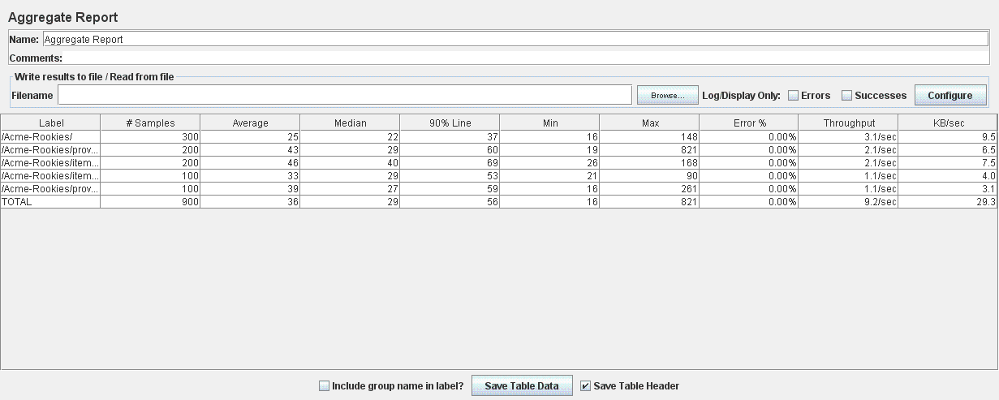 Aggregate Report
Name: Aggregate Report
Comments:
Write results to file / Read from file
Filename Browse... Log/Display Only: Errors Successes Configure
Label # Samples Average Median 90% Line Min Max Error % Throughput KB/sec
/Acme-Rookies/ 300 25 22 37 16 148 0.00% 3.1/sec 9.5
/Acme-Rookies/prov... 200 43 29 60 19 821 0.00% 2.1/sec 6.5
/Acme-Rookies/item... 200 46 40 69 26 168 0.00% 2.1/sec 7.5
/Acme-Rookies/item... 100 33 29 53 21 90 0.00% 1.1/sec 4.0
/Acme-Rookies/prov... 100 39 27 59 16 261 0.00% 1.1/sec 3.1
TOTAL 900 36 29 56 16 821 0.00% 9.2/sec 29.3
Include group name in label? Save Table Data Save Table Header